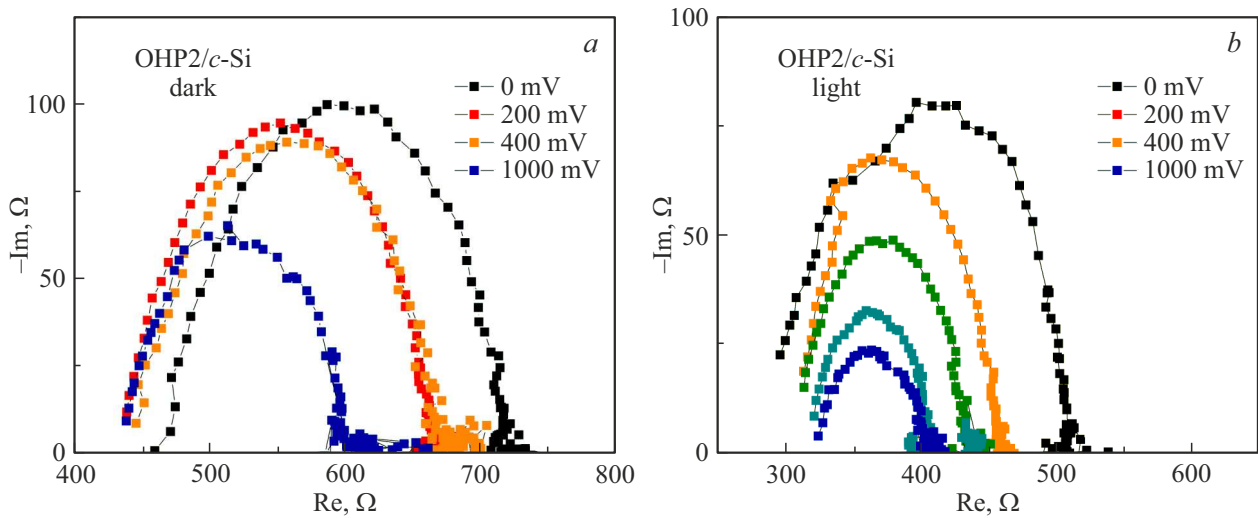 a
OHP2/c-Si
dark
0 mV
200 mV
400 mV
1000 mV
100
50
0
–Im, Ω
400
500
600
700
800
Re, Ω
b
OHP2/c-Si
light
0 mV
200 mV
400 mV
1000 mV
100
50
0
–Im, Ω
300
400
500
600
Re, Ω